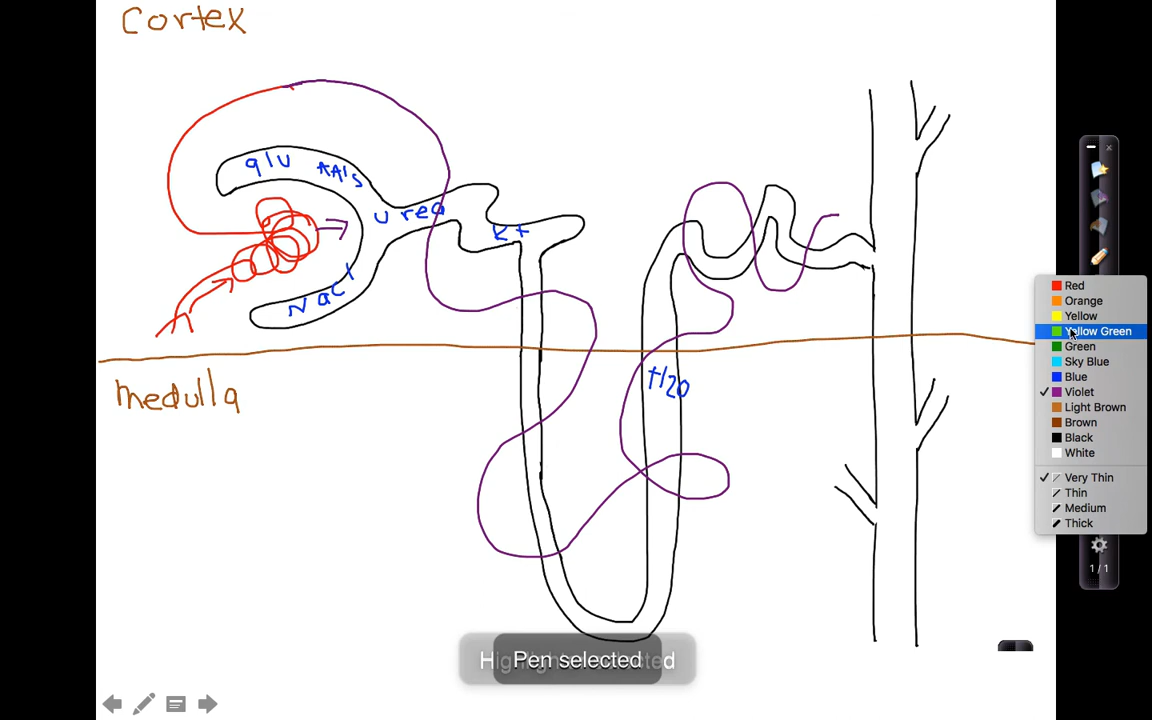 Cortex
glu AAs
urea
K+
NaCl
Medulla
H20
Red
Orange
Yellow
Yellow Green
Green
Sky Blue
Blue
Violet
Light Brown
Brown
Black
White
Very Thin
Thin
Medium
Thick
1/1
Pen selected